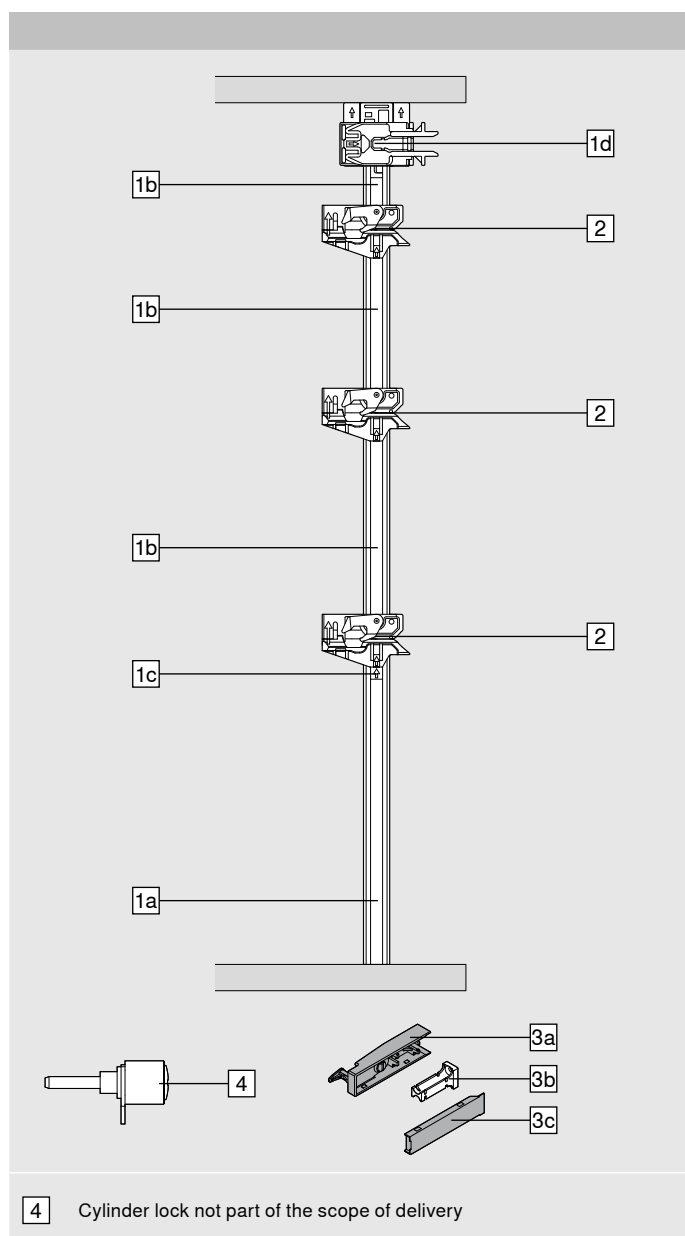 1d
1b
2
1b
2
1b
2
1c
1a
3a
3b
4
3c
4 Cylinder lock not part of the scope of delivery